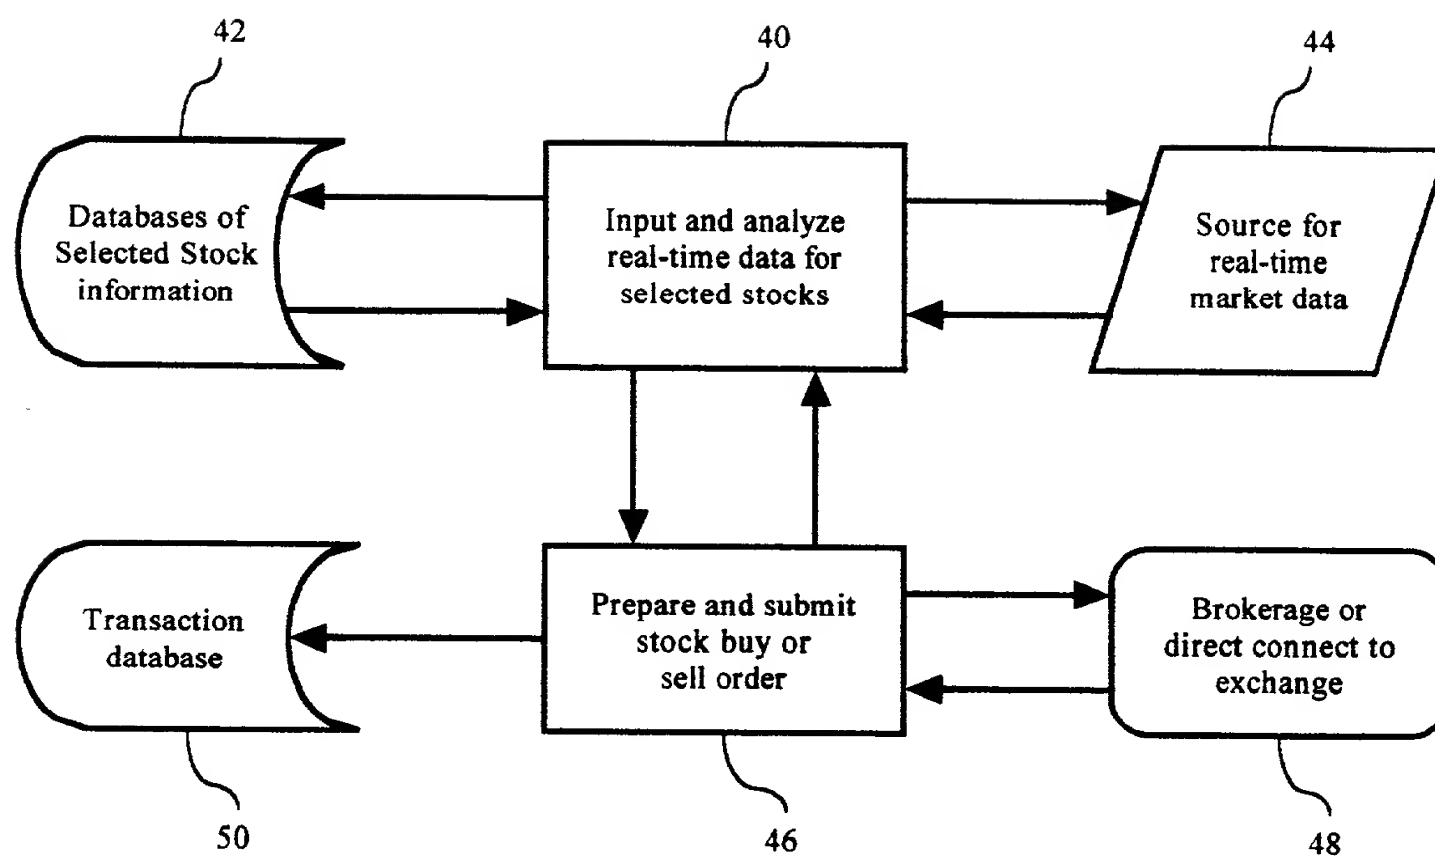 42
40
44
Databases of
Selected Stock
information
Input and analyze
real-time data for
selected stocks
Source for
real-time
market data
Transaction
database
Prepare and submit
stock buy or
sell order
Brokerage or
direct connect to
exchange
50
46
48